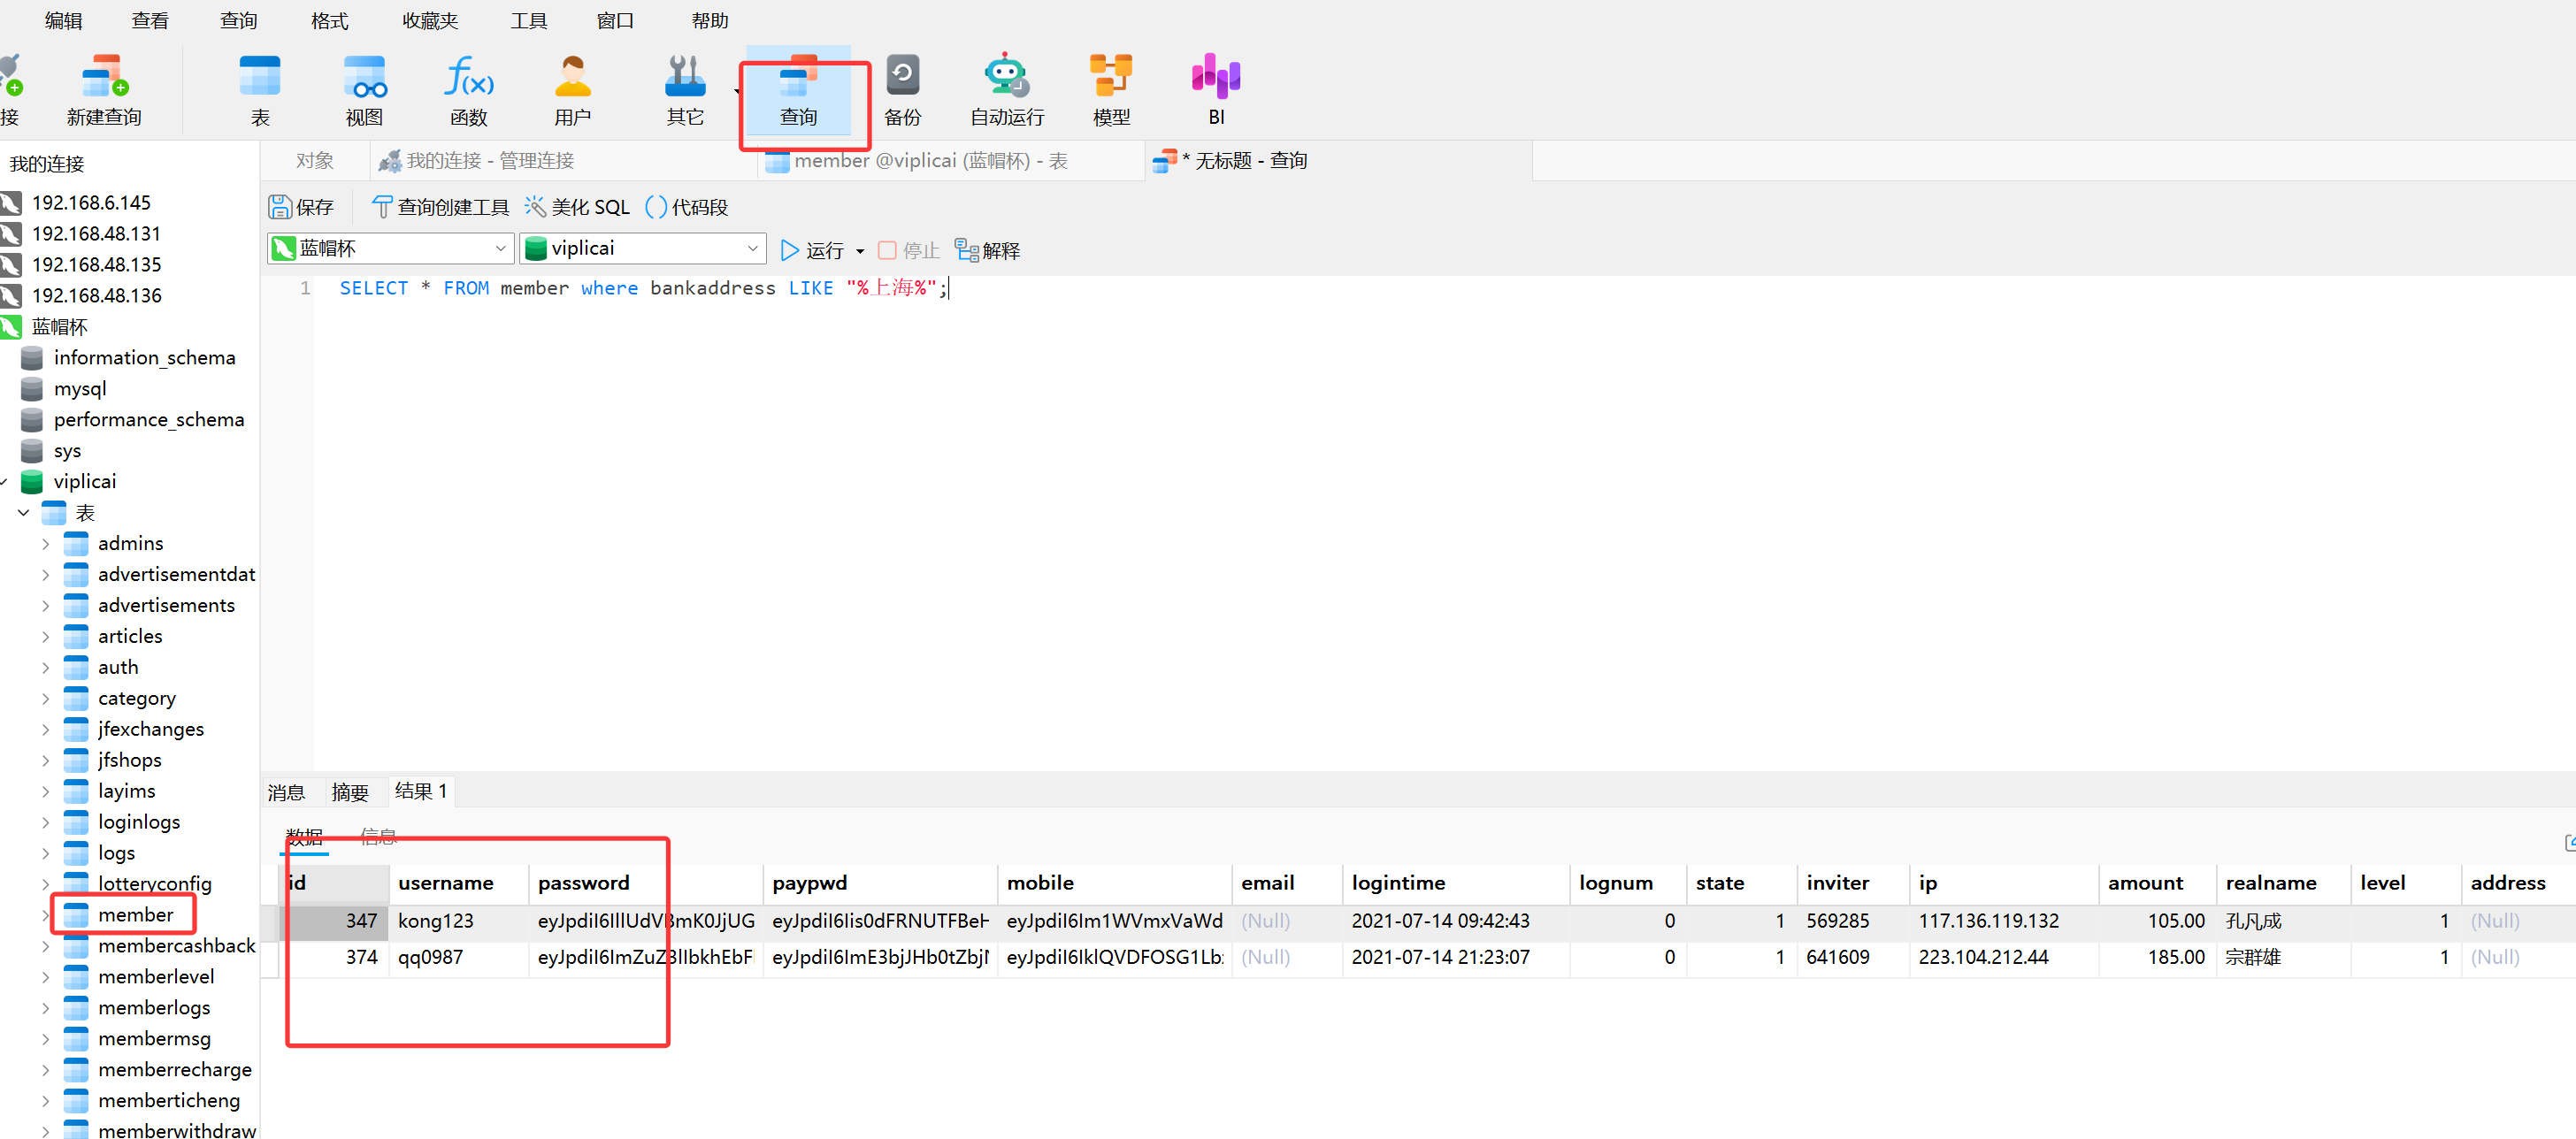 编辑 查看 查询 格式 收藏夹 工具 窗口 帮助
接 新建查询 表 视图 函数 用户 其它 查询 备份 自动运行 模型 BI
f(x)
我的连接
对象 我的连接 - 管理连接 member @viplicai (蓝帽杯) - 表 * 无标题 - 查询
保存 查询创建工具 美化 SQL () 代码段
蓝帽杯 viplicai 运行 停止 解释
1 SELECT * FROM member where bankaddress LIKE "%上海%";
192.168.6.145
192.168.48.131
192.168.48.135
192.168.48.136
蓝帽杯
information_schema
mysql
performance_schema
sys
viplicai
表
admins
advertisementdat
advertisements
articles
auth
category
jfexchanges
jfshops
layims
loginlogs
logs
lotteryconfig
member
membercashback
memberlevel
memberlogs
membermsg
memberrecharge
memberticheng
memberwithdraw
消息 摘要 结果 1
数据 信息
id username password paypwd mobile email logintime lognum state inviter ip amount realname level address
347 kong123 (Null) 2021-07-14 09:42:43 0 1 569285 117.136.119.132 105.00 孔凡成 1 (Null)
374 qq0987 (Null) 2021-07-14 21:23:07 0 1 641609 223.104.212.44 185.00 宗群雄 1 (Null)